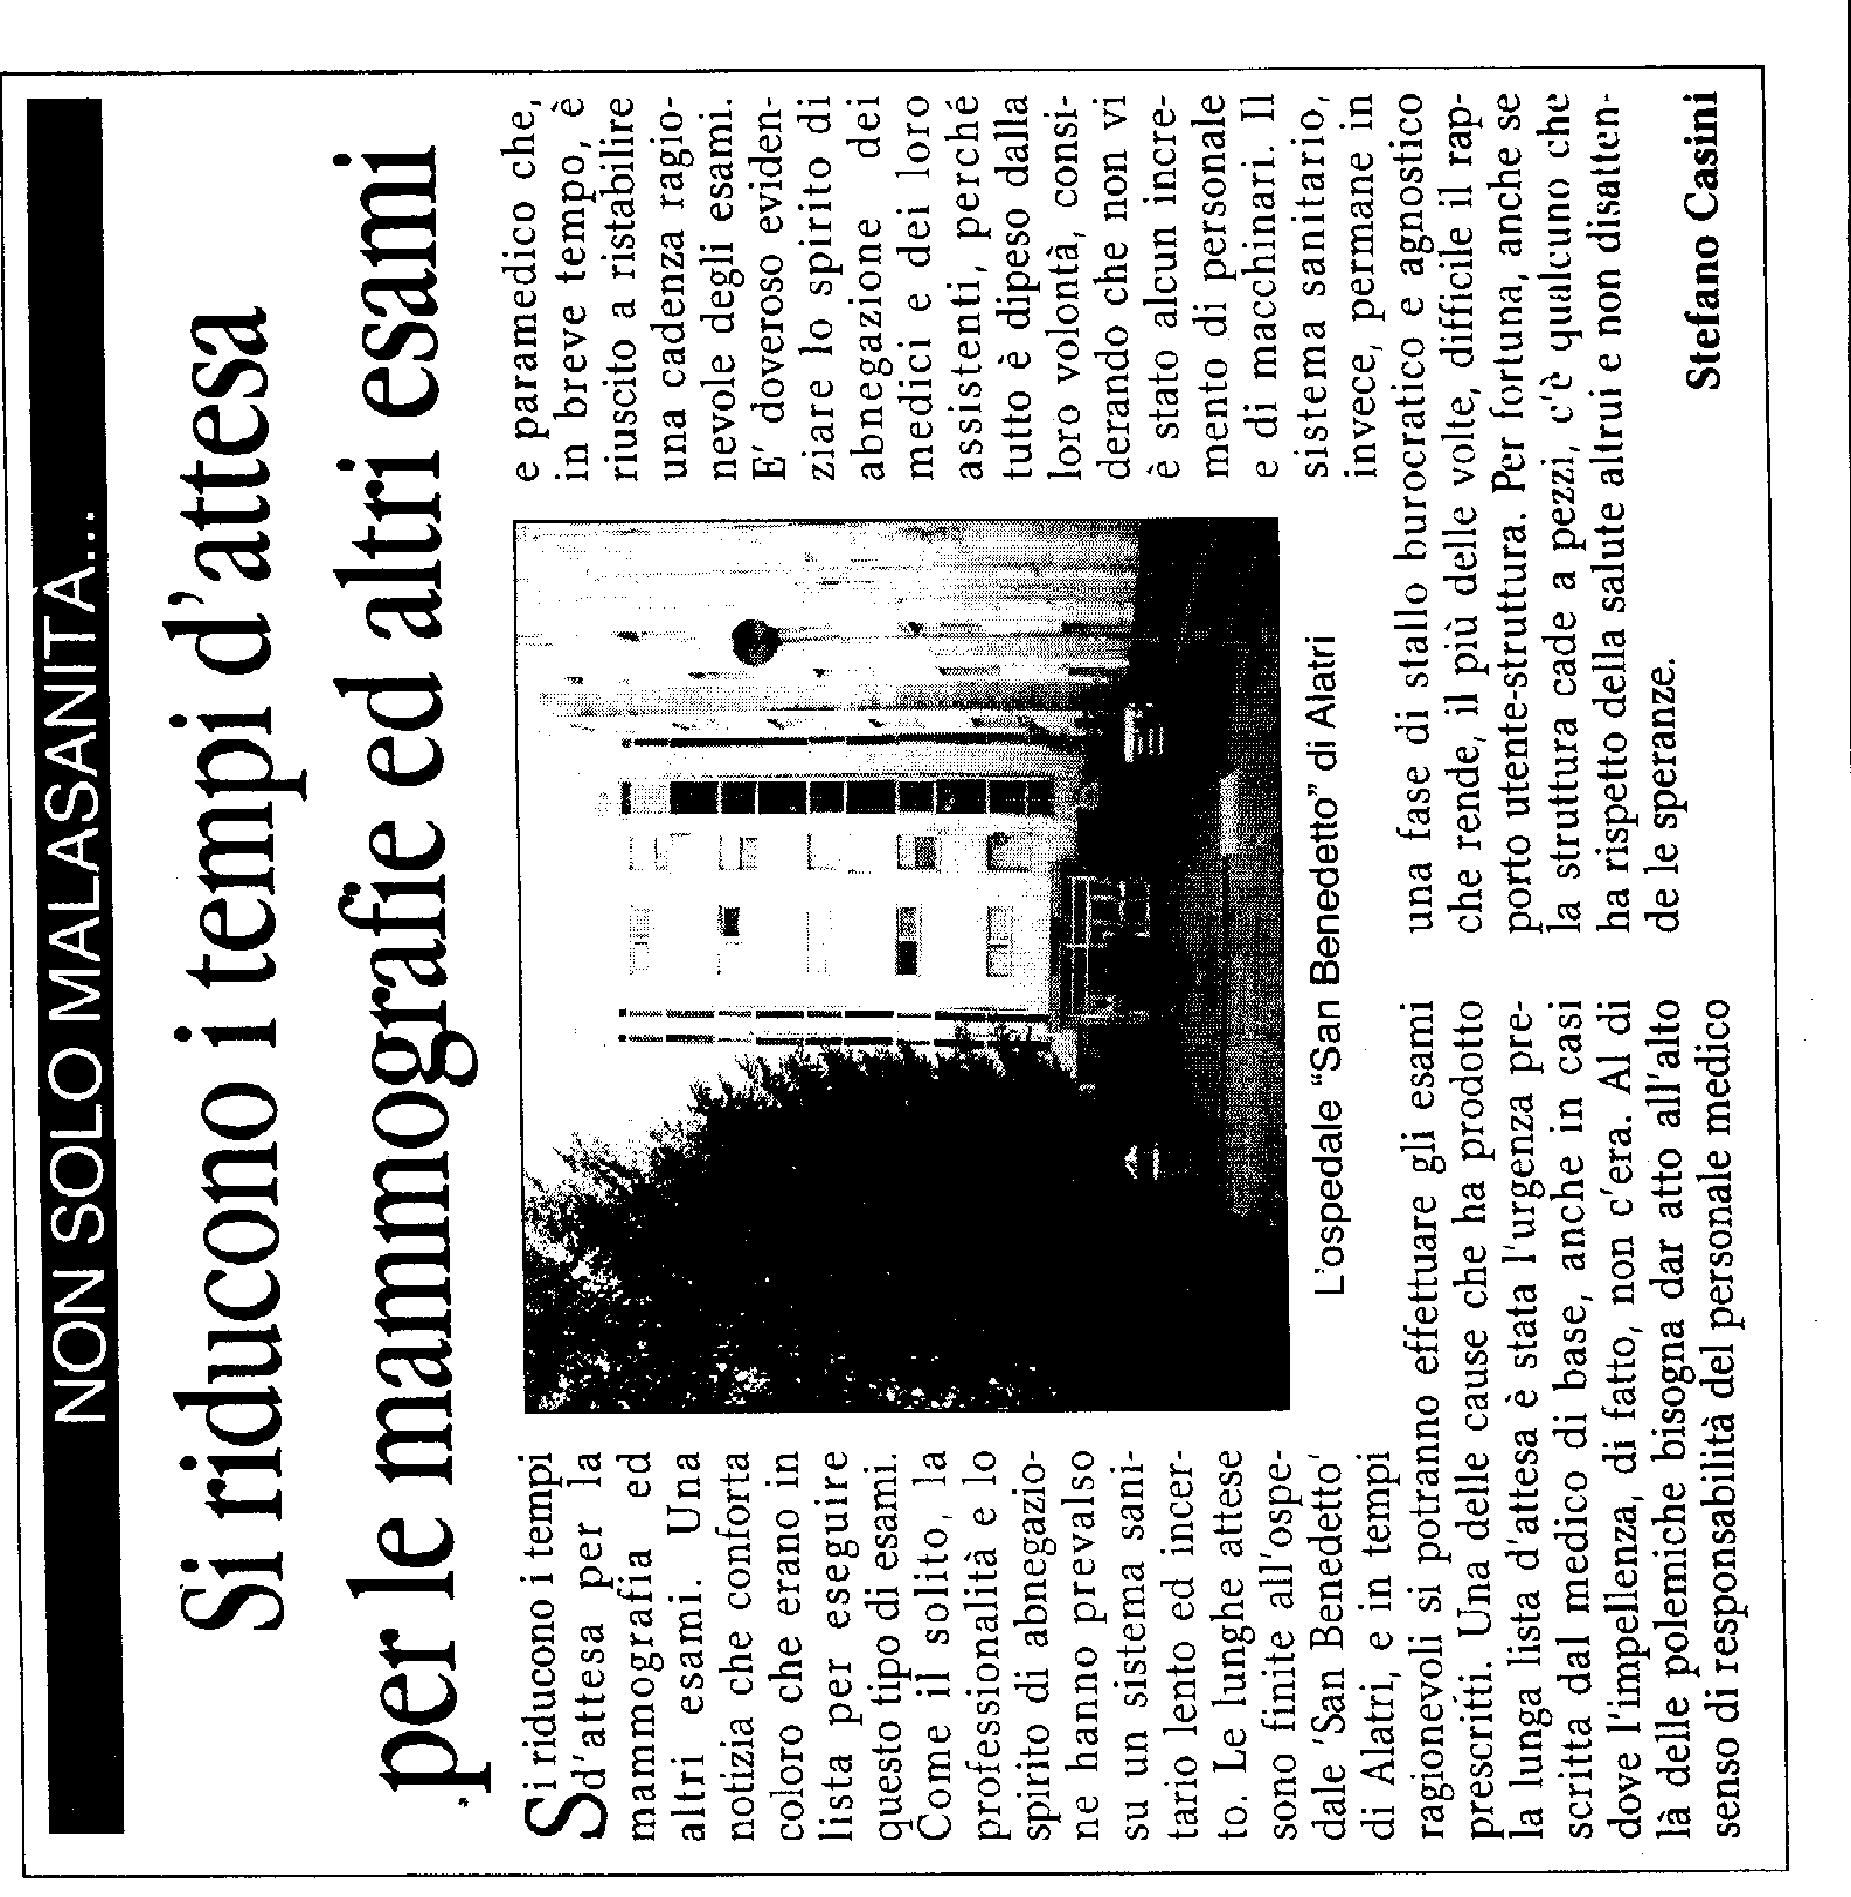 NON SOLO MALASANITÀ...
Si riducono i tempi d'attesa
per le mammografie ed altri esami
Si riducono i tempi
d'attesa per la
mammografia ed
altri esami. Una
notizia che conforta
coloro che erano in
lista per eseguire
questo tipo di esami.
Come il solito, la
professionalità e lo
spirito di abnegazio-
ne hanno prevalso
su un sistema sani-
tario lento ed incer-
to. Le lunghe attese
sono finite all'ospe-
dale 'San Benedetto'
di Alatri, e in tempi
ragionevoli si potranno effettuare gli esami
prescritti. Una delle cause che ha prodotto
la lunga lista d'attesa è stata l'urgenza pre-
scritta dal medico di base, anche in casi
dove l'impellenza, di fatto, non c'era. Al di
là delle polemiche bisogna dar atto all'alto
senso di responsabilità del personale medico
L'ospedale "San Benedetto" di Alatri
e paramedico che,
in breve tempo, è
riuscito a ristabilire
una cadenza ragio-
nevole degli esami.
E' doveroso eviden-
ziare lo spirito di
abnegazione dei
medici e dei loro
assistenti, perché
tutto è dipeso dalla
loro volontà, consi-
derando che non vi
è stato alcun incre-
mento di personale
e di macchinari. Il
sistema sanitario,
invece, permane in
una fase di stallo burocratico e agnostico
che rende, il più delle volte, difficile il rap-
porto utente-struttura. Per fortuna, anche se
la struttura cade a pezzi, c'è qualcuno che
ha rispetto della salute altrui e non disatten-
de le speranze.
Stefano Casini